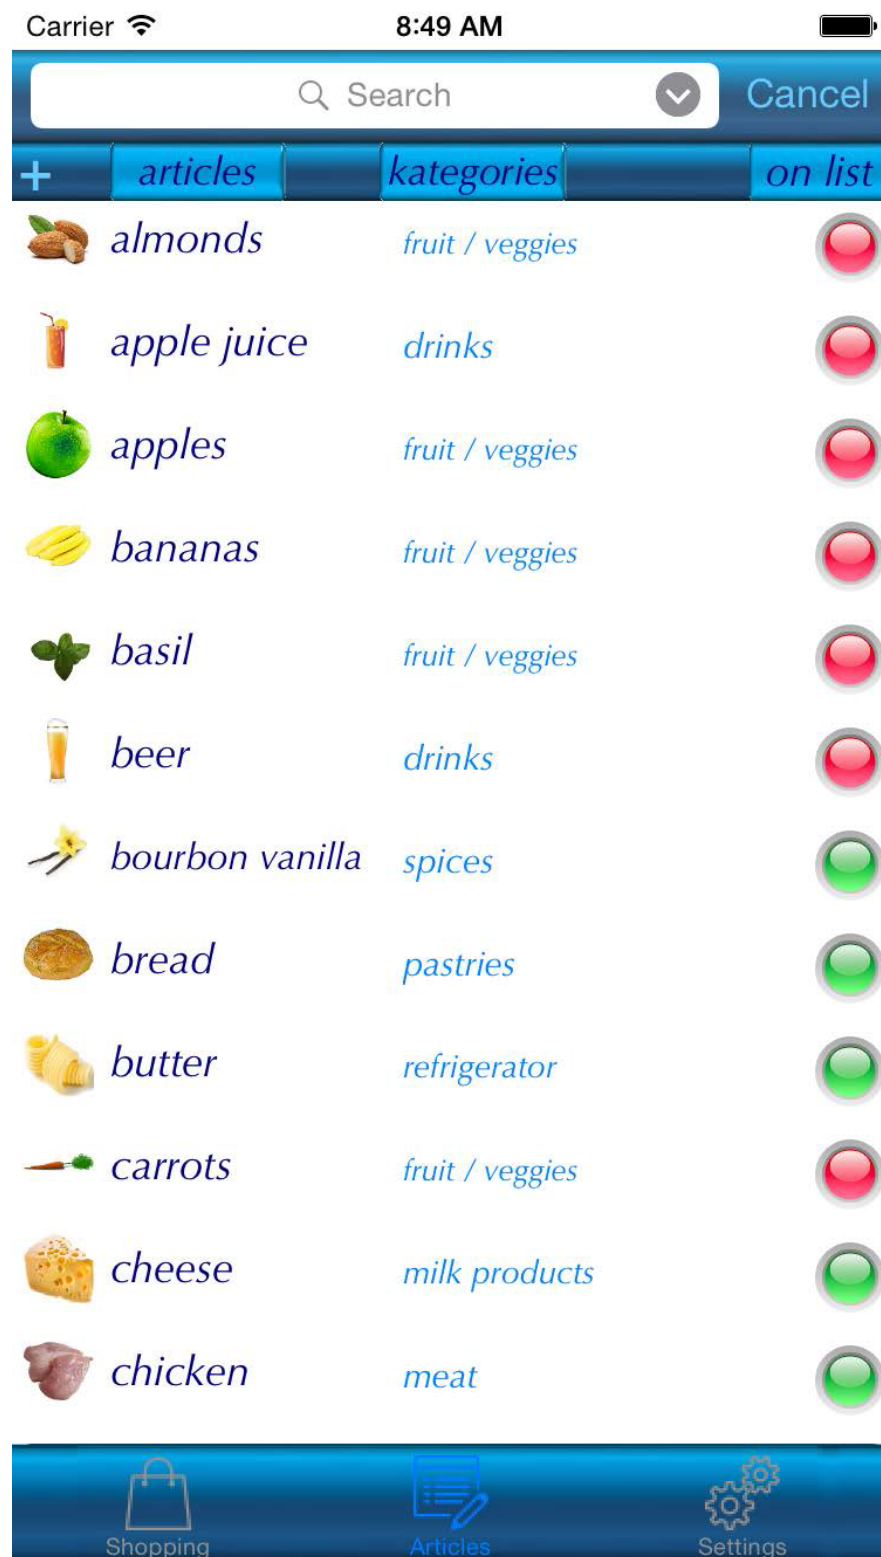 Carrier 8:49 AM
Search Cancel
+ articles kategories on list
almonds fruit / veggies
apple juice drinks
apples fruit / veggies
bananas fruit / veggies
basil fruit / veggies
beer drinks
bourbon vanilla spices
bread pastries
butter refrigerator
carrots fruit / veggies
cheese milk products
chicken meat
Shopping Articles Settings